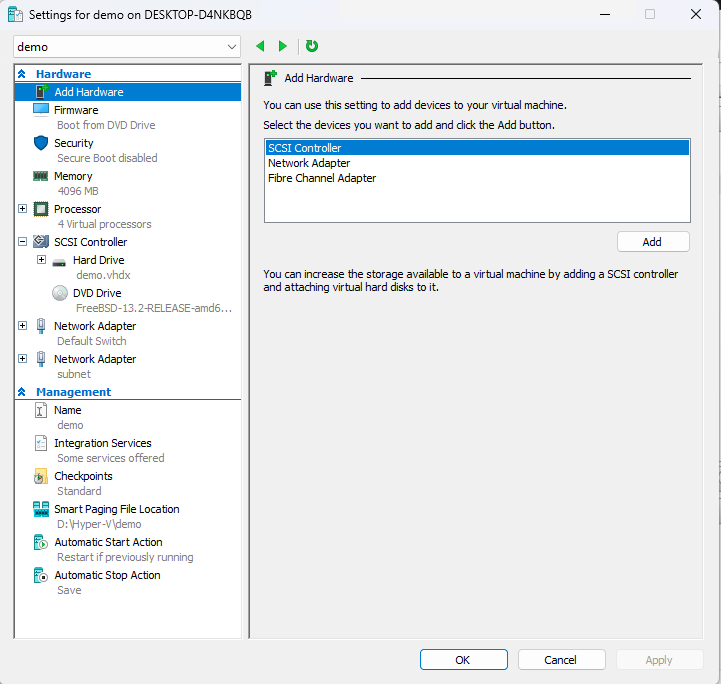 Settings for demo on DESKTOP-D4NKBQB
demo
Hardware
Add Hardware
Firmware
Boot from DVD Drive
Security
Secure Boot disabled
Memory
4096 MB
Processor
4 Virtual processors
SCSI Controller
Hard Drive
demo.vhdx
DVD Drive
FreeBSD-13.2-RELEASE-amd6...
Network Adapter
Default Switch
Network Adapter
subnet
Management
Name
demo
Integration Services
Some services offered
Checkpoints
Standard
Smart Paging File Location
D:\Hyper-V\demo
Automatic Start Action
Restart if previously running
Automatic Stop Action
Save
Add Hardware
You can use this setting to add devices to your virtual machine.
Select the devices you want to add and click the Add button.
SCSI Controller
Network Adapter
Fibre Channel Adapter
Add
You can increase the storage available to a virtual machine by adding a SCSI controller
and attaching virtual hard disks to it.
OK
Cancel
Apply